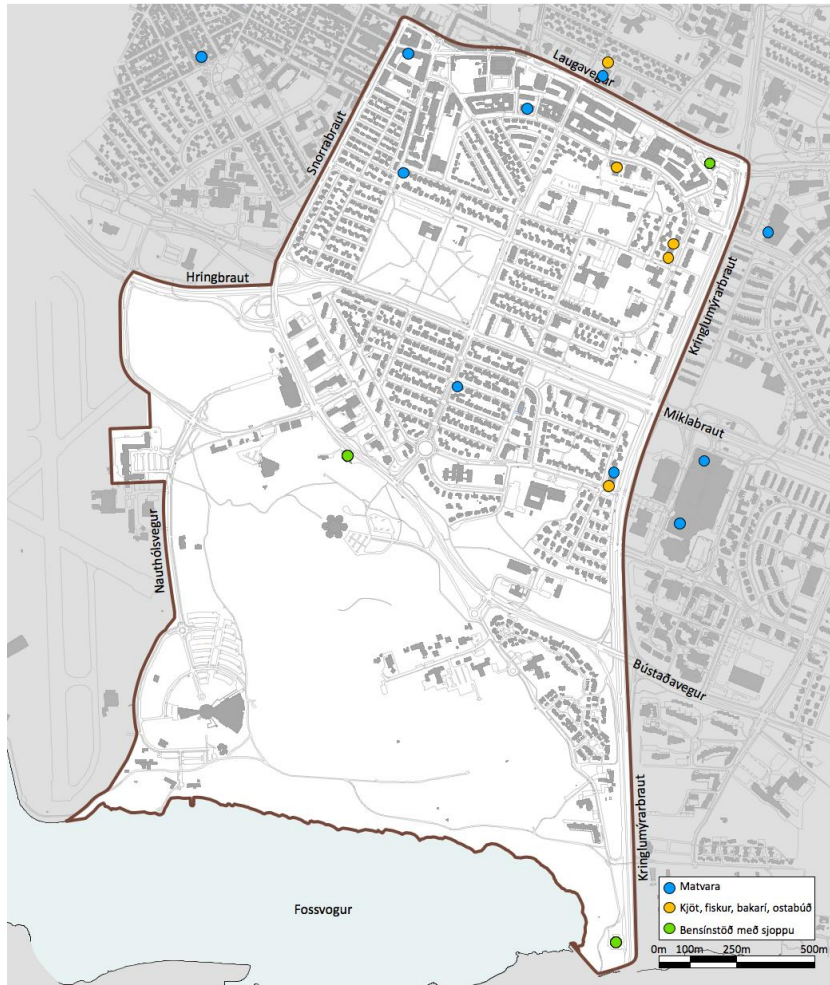 Laugavegur
Snorrabraut
Hringbraut
Kringlumýrarbraut
Miklabraut
Nauthólsvegur
Bústaðavegur
Kringlumýrarbraut
Fossvogur
Matvara
Kjöt, fiskur, bakarí, ostabúð
Bensínstöð með sjoppu
0m 100m 250m 500m